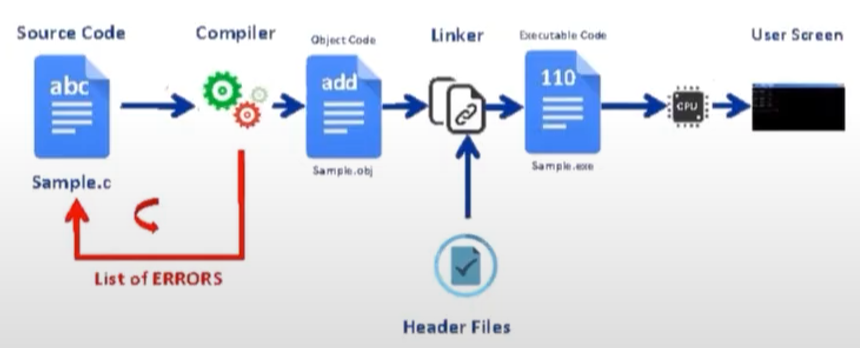 Source Code
Compiler
Object Code
Linker
Executable Code
User Screen
abc
add
110
CPU
Sample.c
Sample.obj
Sample.exe
List of ERRORS
Header Files